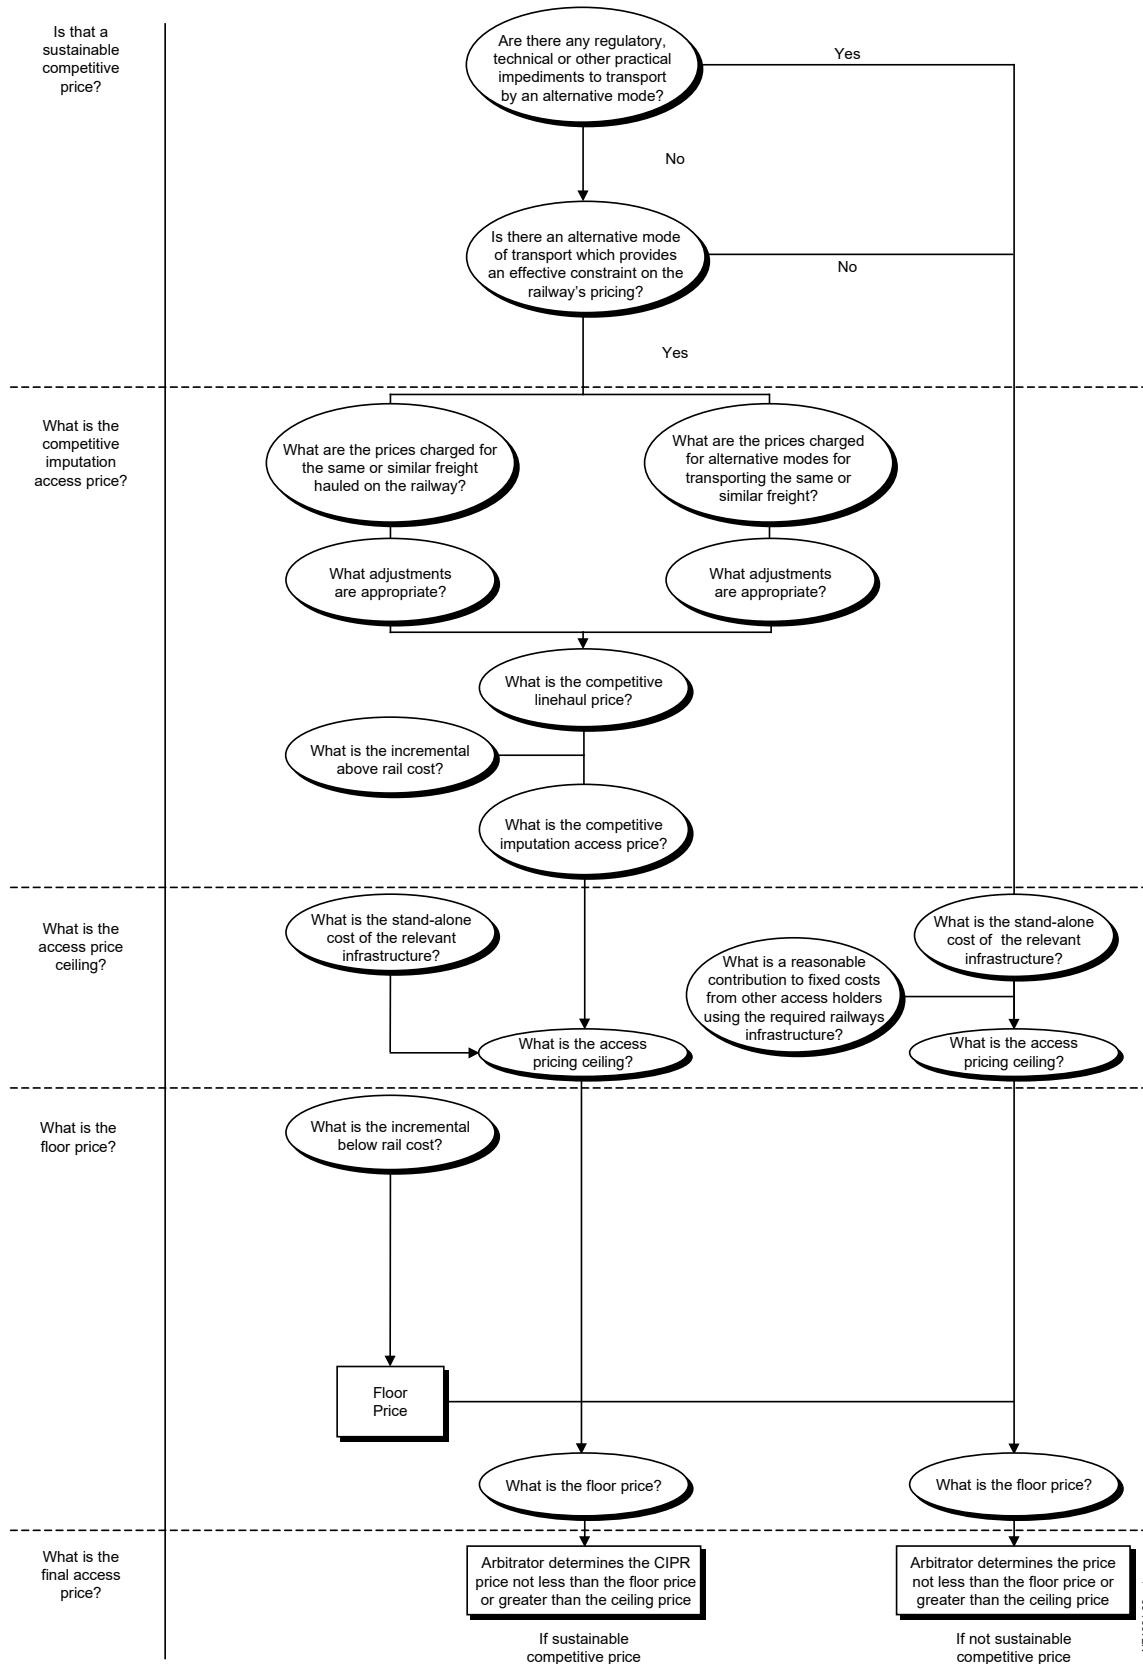 Is that a
sustainable
competitive
price?
Are there any regulatory,
technical or other practical
impediments to transport
by an alternative mode?
Yes
No
Is there an alternative mode
of transport which provides
an effective constraint on the
railway's pricing?
No
Yes
What is the
competitive
imputation
access price?
What are the prices charged for
the same or similar freight
hauled on the railway?
What are the prices charged
for alternative modes for
transporting the same or
similar freight?
What adjustments
are appropriate?
What adjustments
are appropriate?
What is the competitive
linehaul price?
What is the incremental
above rail cost?
What is the competitive
imputation access price?
What is the
access price
ceiling?
What is the stand-alone
cost of the relevant
infrastructure?
What is the stand-alone
cost of the relevant
infrastructure?
What is a reasonable
contribution to fixed costs
from other access holders
using the required railways
infrastructure?
What is the access
pricing ceiling?
What is the access
pricing ceiling?
What is the
floor price?
What is the incremental
below rail cost?
Floor
Price
What is the floor price?
What is the floor price?
What is the
final access
price?
Arbitrator determines the CIPR
price not less than the floor price
or greater than the ceiling price
Arbitrator determines the price
not less than the floor price or
greater than the ceiling price
If sustainable
competitive price
If not sustainable
competitive price